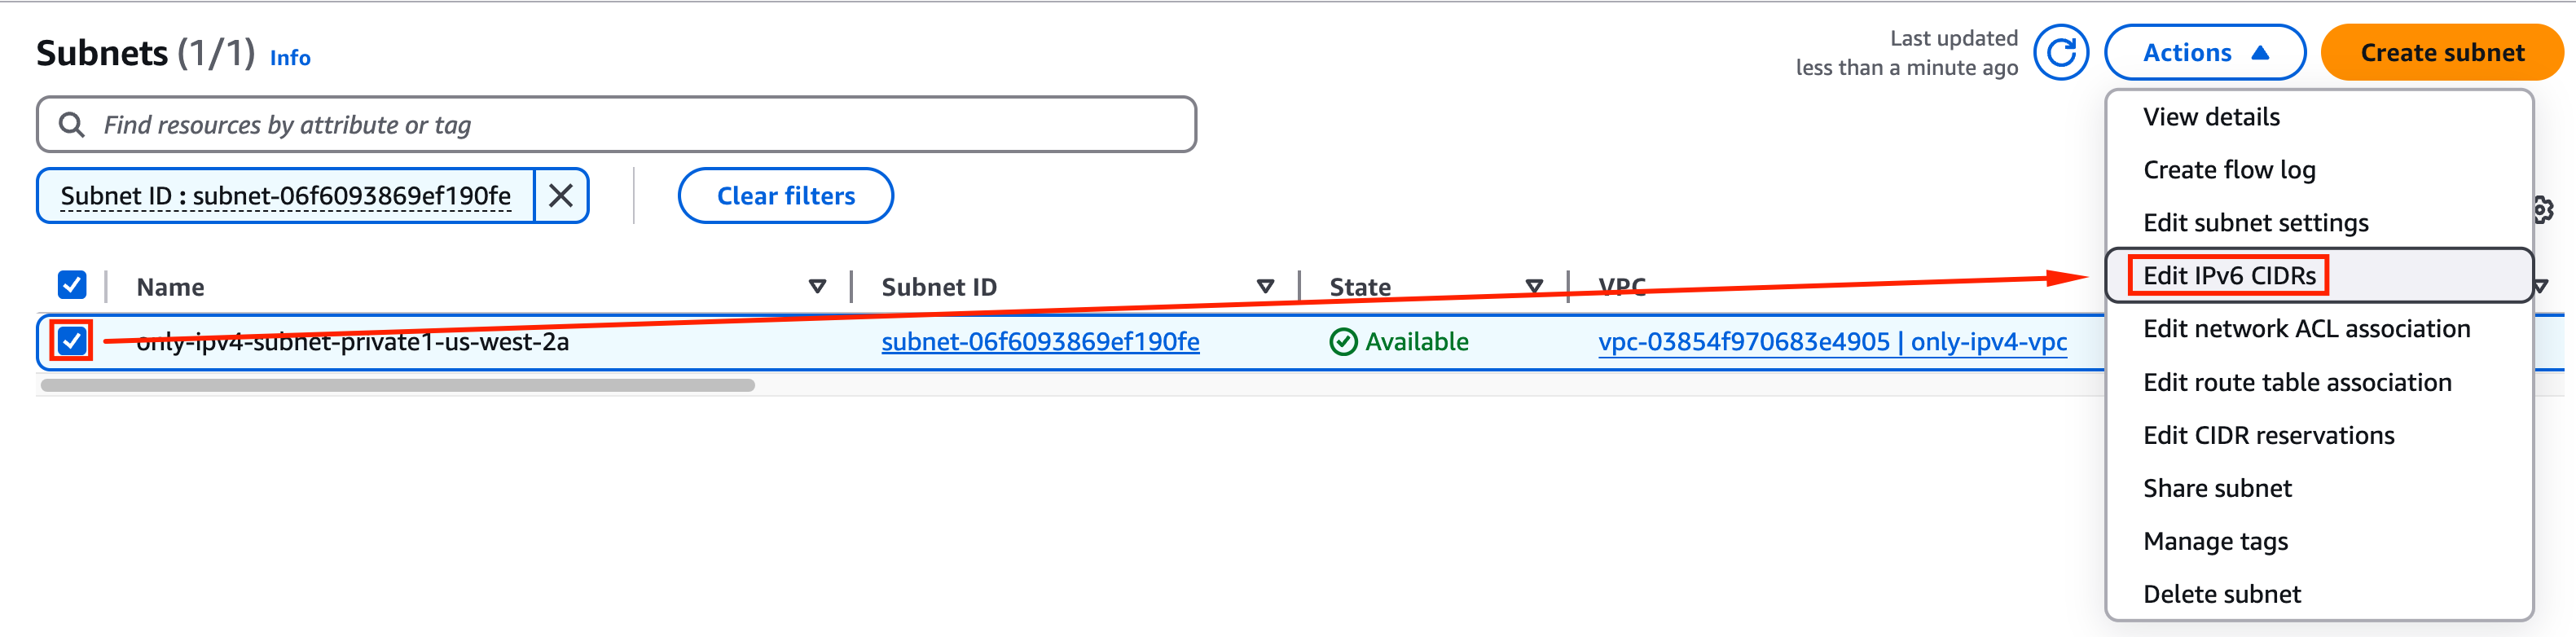 Subnets (1/1) Info
Last updated
less than a minute ago
Actions
Create subnet
Find resources by attribute or tag
Subnet ID : subnet-06f6093869ef190fe
Clear filters
Name
Subnet ID
State
VPC
only-ipv4-subnet-private1-us-west-2a
subnet-06f6093869ef190fe
Available
vpc-03854f970683e4905 | only-ipv4-vpc
View details
Create flow log
Edit subnet settings
Edit IPv6 CIDRs
Edit network ACL association
Edit route table association
Edit CIDR reservations
Share subnet
Manage tags
Delete subnet